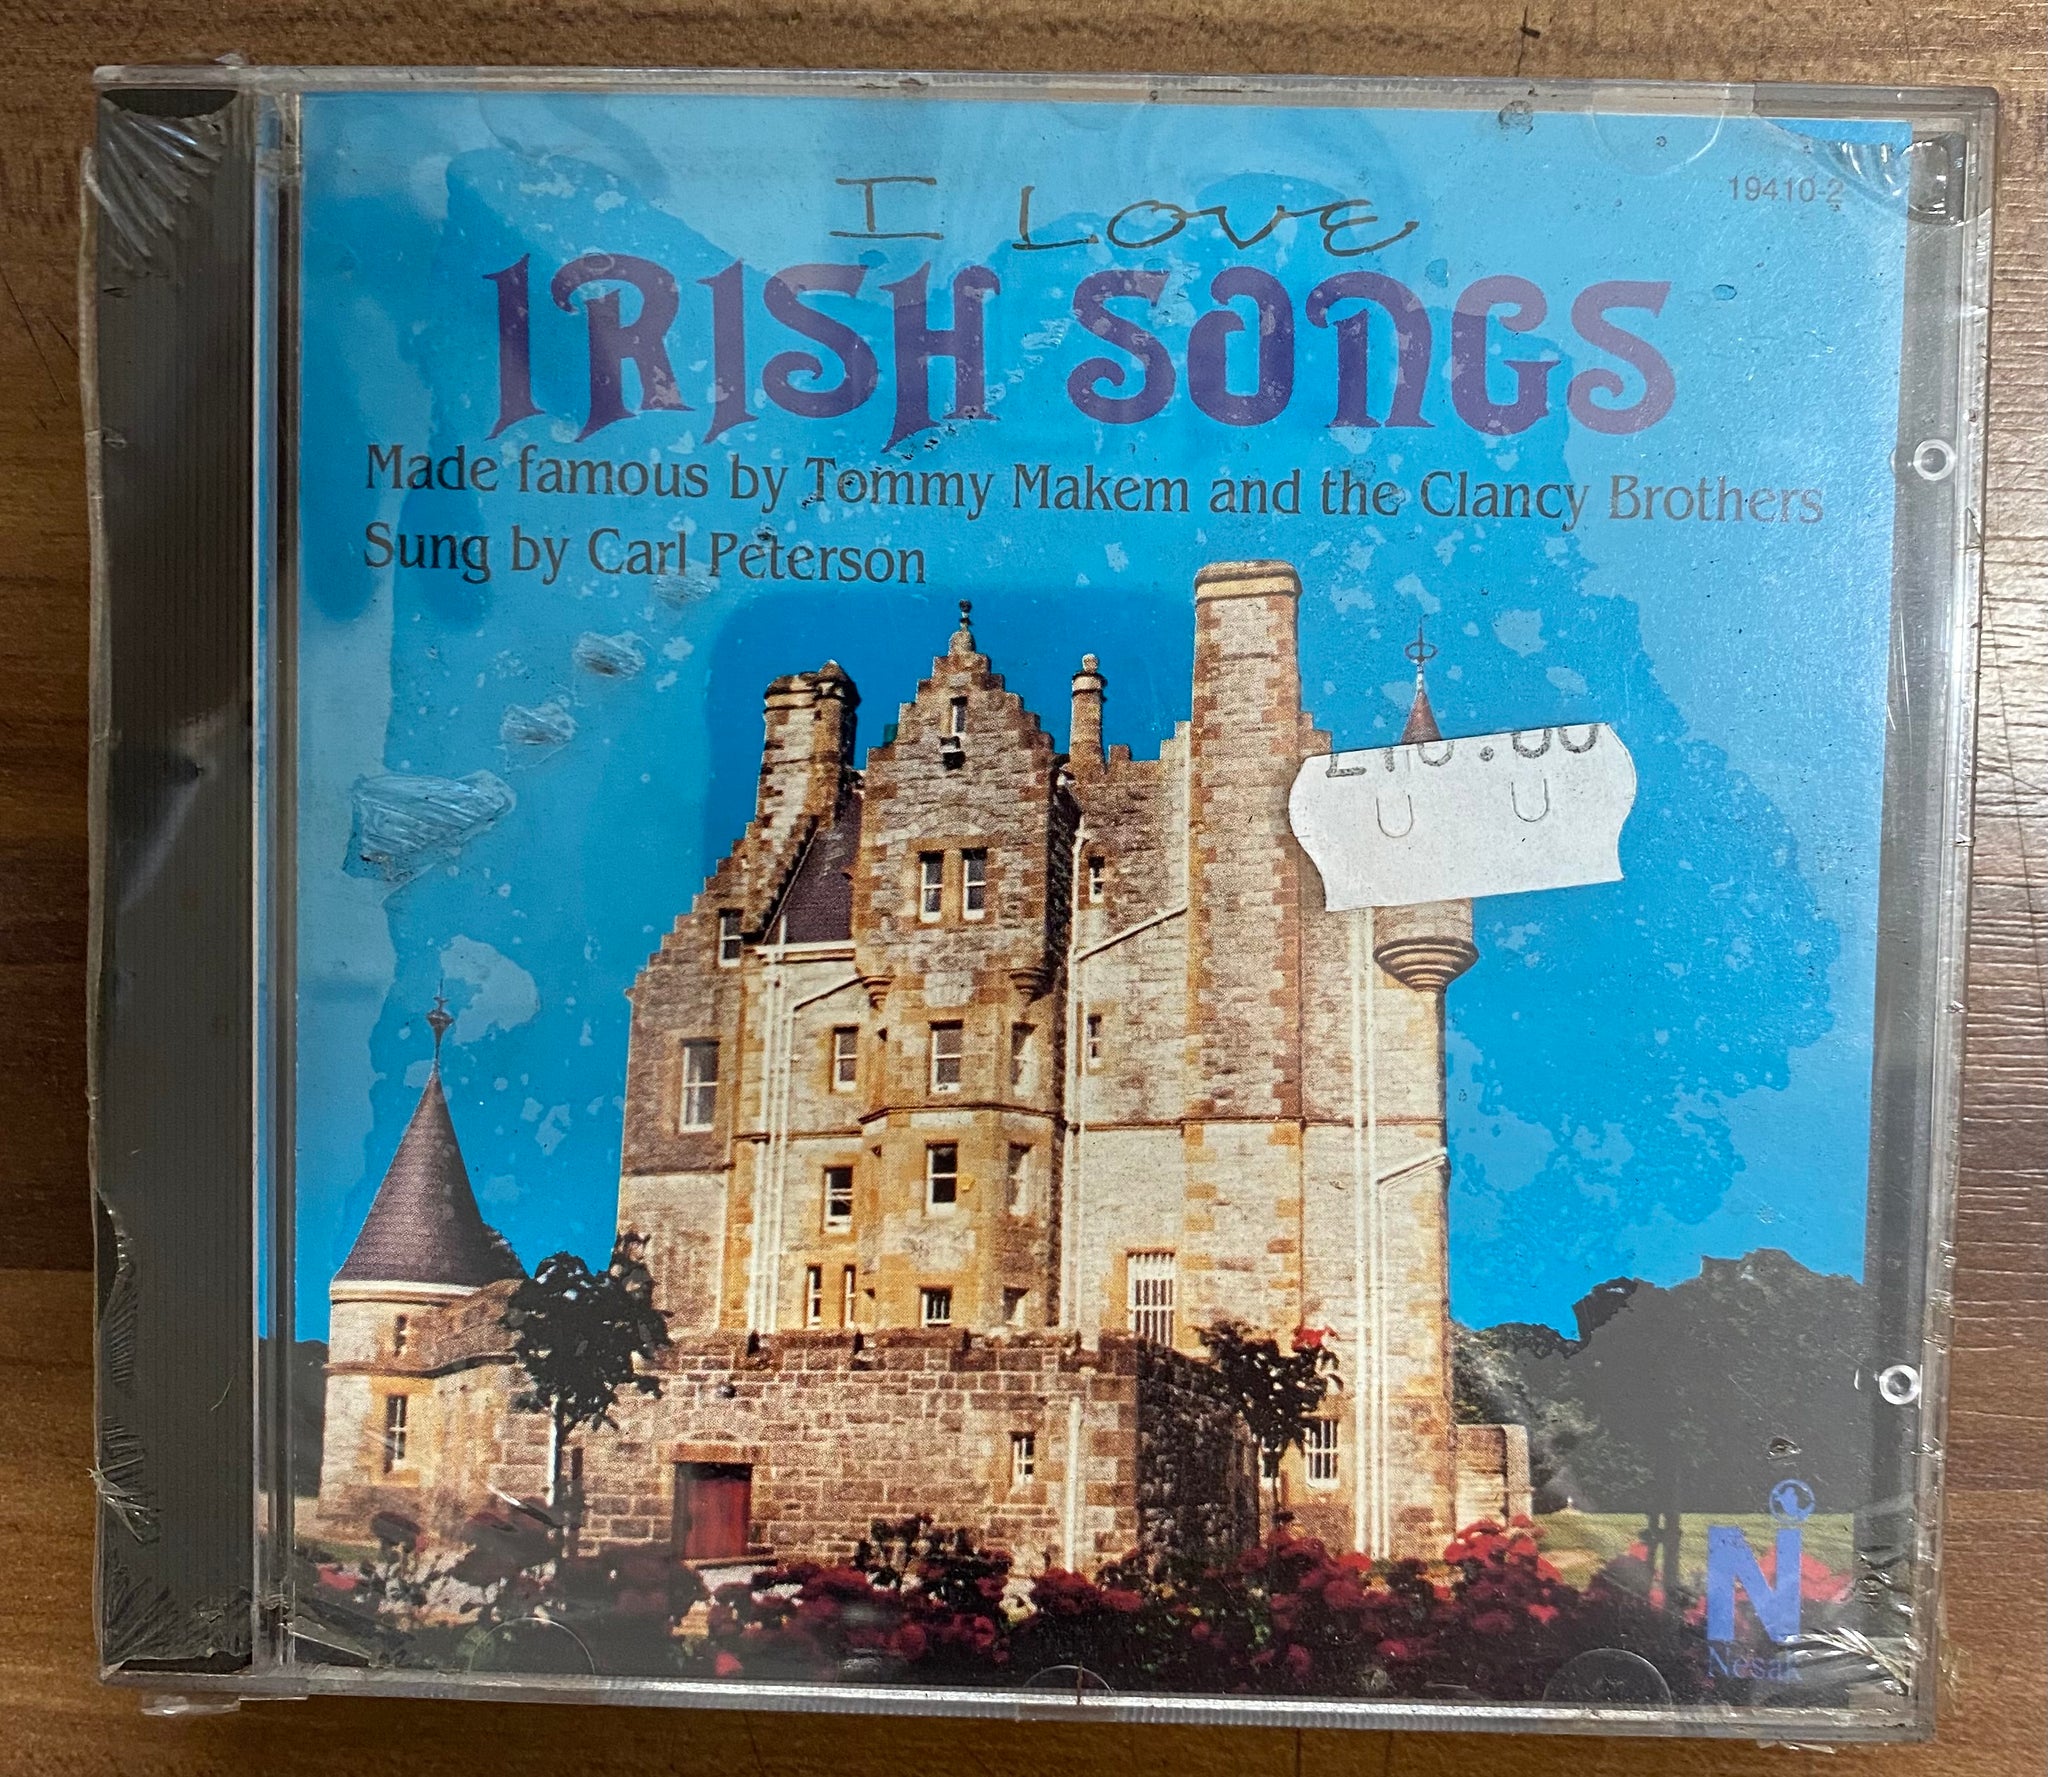 19410-2
I LOVE
IRISH SONGS
Made famous by Tommy Makem and the Clancy Brothers
Sung by Carl Peterson
N
Nesak